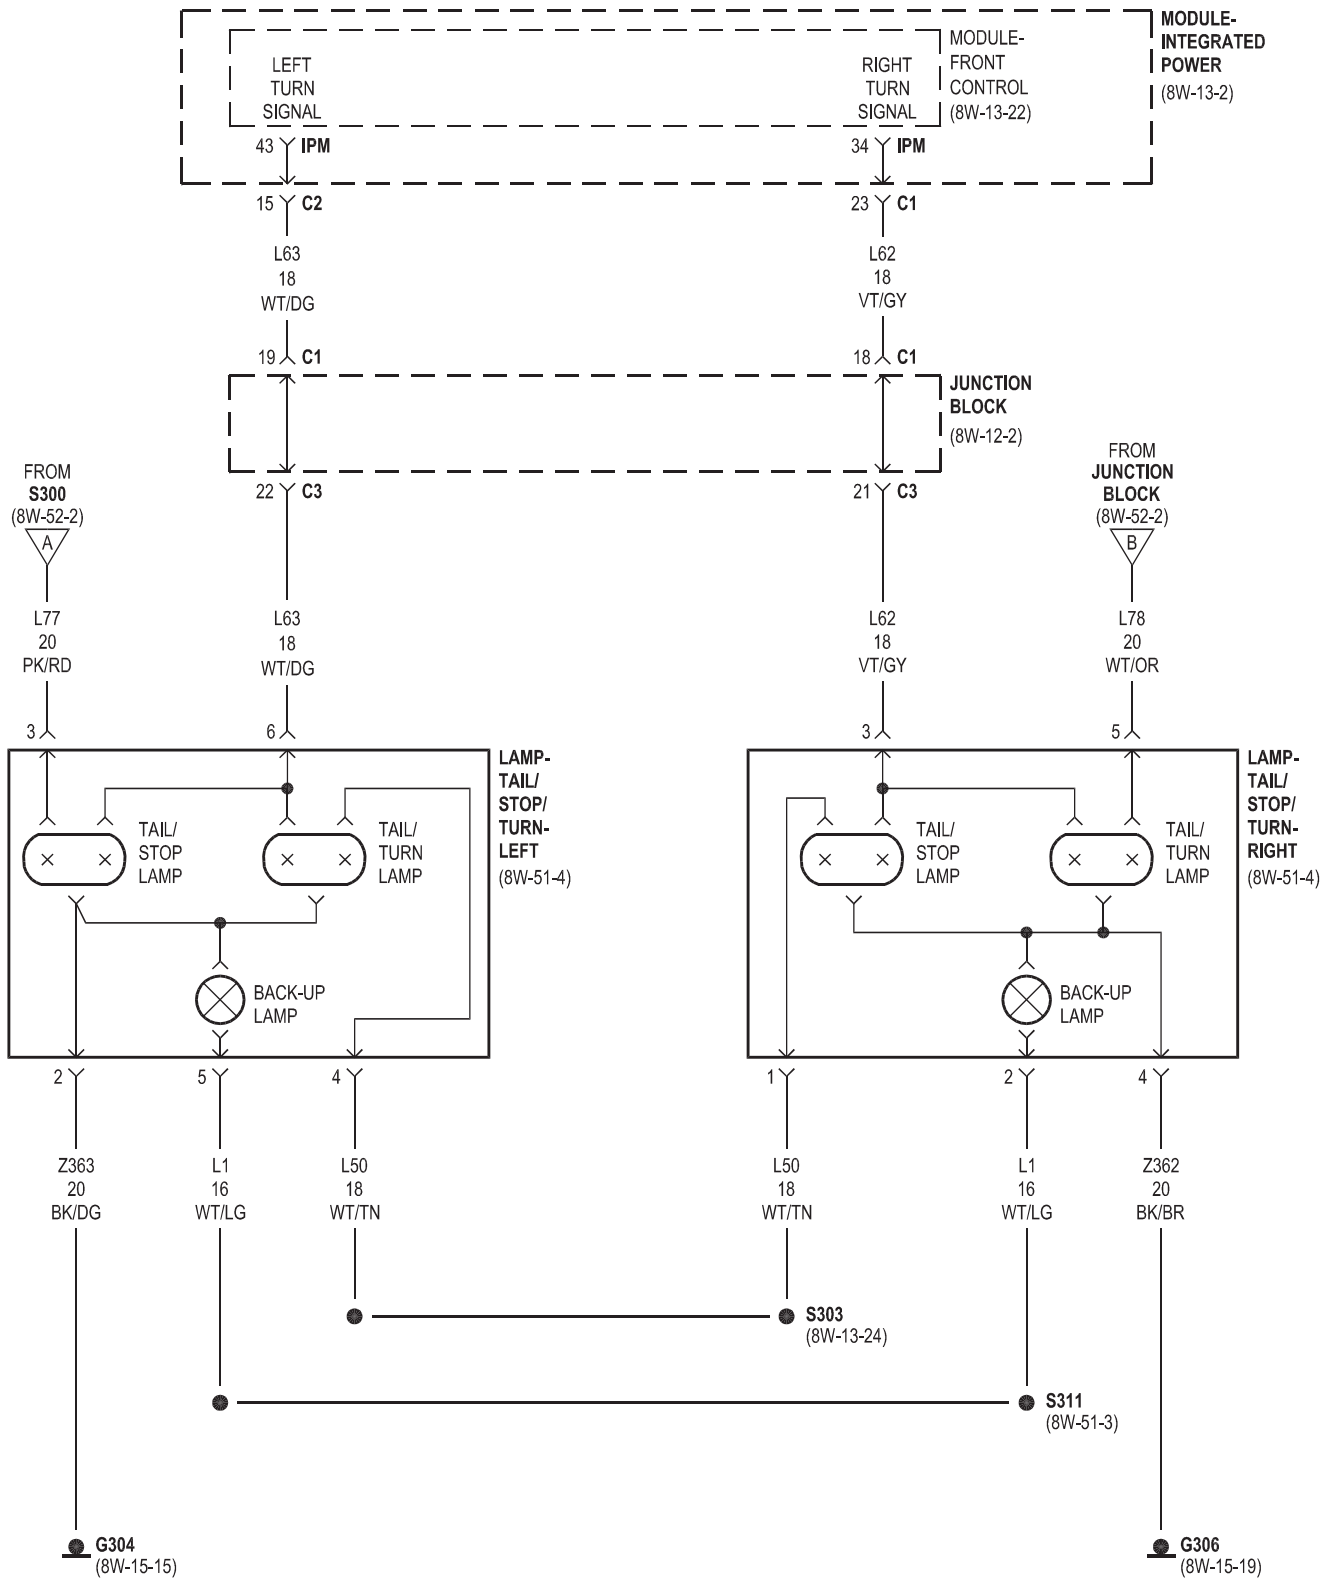 MODULE-
INTEGRATED
POWER
(8W-13-2)
MODULE-
FRONT
CONTROL
(8W-13-22)
LEFT
TURN
SIGNAL
RIGHT
TURN
SIGNAL
43 IPM
34 IPM
15 C2
23 C1
L63
18
WT/DG
L62
18
VT/GY
19 C1
18 C1
JUNCTION
BLOCK
(8W-12-2)
22 C3
21 C3
FROM
S300
(8W-52-2)
A
FROM
JUNCTION
BLOCK
(8W-52-2)
B
L77
20
PK/RD
L63
18
WT/DG
L62
18
VT/GY
L78
20
WT/OR
3
6
3
5
LAMP-
TAIL/
STOP/
TURN-
LEFT
(8W-51-4)
LAMP-
TAIL/
STOP/
TURN-
RIGHT
(8W-51-4)
TAIL/
STOP
LAMP
TAIL/
TURN
LAMP
TAIL/
STOP
LAMP
TAIL/
TURN
LAMP
BACK-UP
LAMP
BACK-UP
LAMP
2
5
4
1
2
4
Z363
20
BK/DG
L1
16
WT/LG
L50
18
WT/TN
L50
18
WT/TN
L1
16
WT/LG
Z362
20
BK/BR
S303
(8W-13-24)
S311
(8W-51-3)
G304
(8W-15-15)
G306
(8W-15-19)